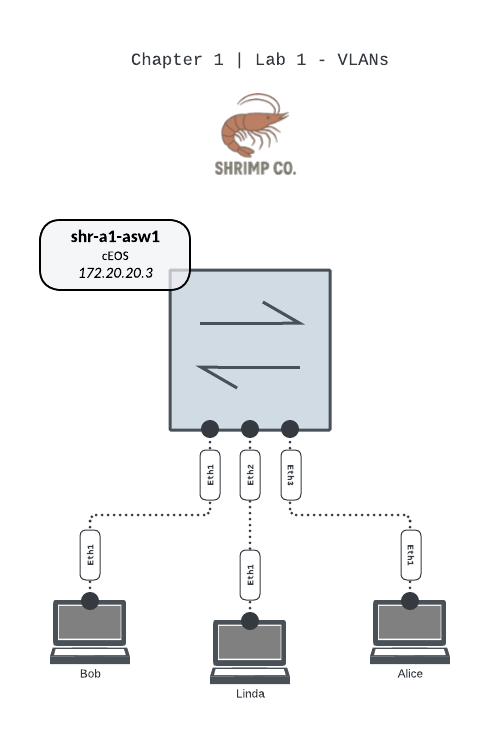 Chapter 1 | Lab 1 - VLANs
SHRIMP CO.
shr-a1-asw1
cEOS
172.20.20.3
Eth1
Eth2
Eth3
Eth1
Eth1
Eth1
Bob
Linda
Alice